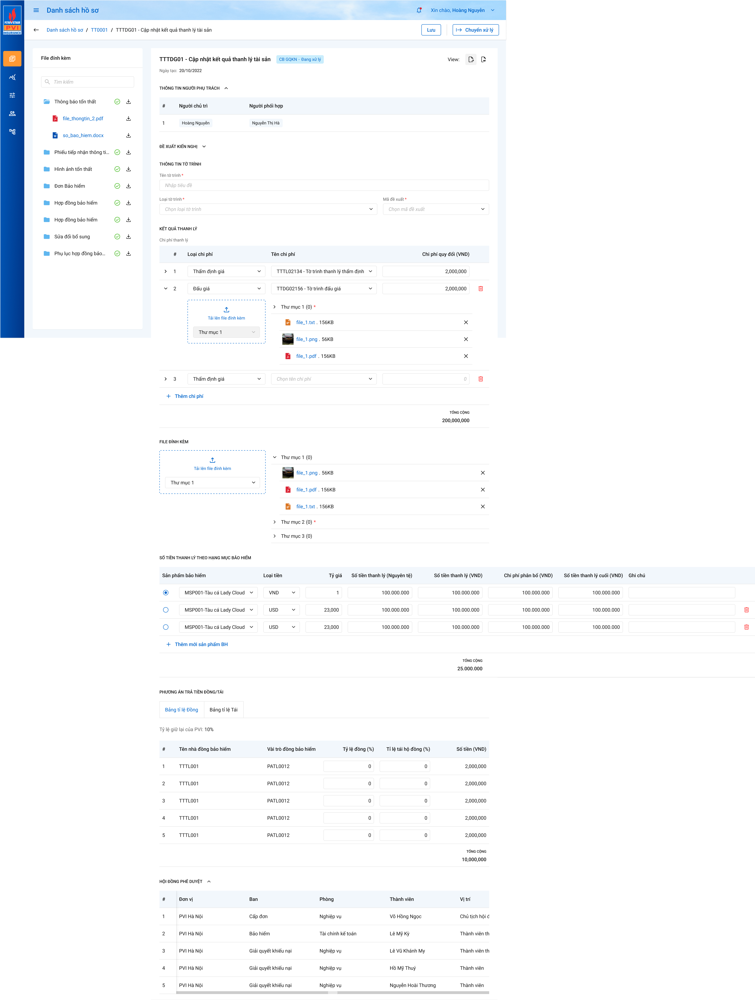 PETROVIETNAM
PVI
INSURANCE
Danh sách hồ sơ
Xin chào, Hoàng Nguyễn
Danh sách hồ sơ / TT0001 / TTTDG01 - Cập nhật kết quả thanh lý tài sản
Lưu
Chuyển xử lý
File đính kèm
Tìm kiếm
Thông báo tổn thất
file_thongtin_2.pdf
so_bao_hiem.docx
Phiếu tiếp nhận thông ti...
Hình ảnh tổn thất
Đơn Bảo hiểm
Hợp đồng bảo hiểm
Hợp đồng bảo hiểm
Sửa đổi bổ sung
Phụ lục hợp đồng bảo...
TTTDG01 - Cập nhật kết quả thanh lý tài sản CB GQKN - Đang xử lý
View:
Ngày tạo: 20/10/2022
THÔNG TIN NGƯỜI PHỤ TRÁCH
# Người chủ trì Người phối hợp
1 Hoàng Nguyễn Nguyễn Thị Hà
ĐỀ XUẤT KIẾN NGHỊ
THÔNG TIN TỜ TRÌNH
Tên tờ trình *
Nhập tiêu đề
Loại tờ trình * Mã đề xuất *
Chọn loại tờ trình Chọn mã đề xuất
KẾT QUẢ THANH LÝ
Chi phí thanh lý
# Loại chi phí Tên chi phí Chi phí quy đổi (VND)
1 Thẩm định giá TTTL02134 - Tờ trình thanh lý thẩm định 2,000,000
2 Đấu giá TTDG02156 - Tờ trình đấu giá 2,000,000
Tải lên file đính kèm
Thư mục 1
Thư mục 1 (0) *
file_1.txt . 156KB
file_1.png . 56KB
file_1.pdf . 156KB
3 Thẩm định giá Chọn tên chi phí 0
Thêm chi phí
TỔNG CỘNG
200,000,000
FILE ĐÍNH KÈM
Tải lên file đính kèm
Thư mục 1
Thư mục 1 (0)
file_1.png . 56KB
file_1.pdf . 156KB
file_1.txt . 156KB
Thư mục 2 (0) *
Thư mục 3 (0)
SỐ TIỀN THANH LÝ THEO HẠNG MỤC BẢO HIỂM
Sản phẩm bảo hiểm Loại tiền Tỷ giá Số tiền thanh lý (Nguyên tệ) Số tiền thanh lý (VND) Chi phí phân bổ (VND) Số tiền thanh lý cuối (VND) Ghi chú
MSP001-Tàu cá Lady Cloud VND 1 100.000.000 100.000.000 100.000.000 100.000.000
MSP001-Tàu cá Lady Cloud USD 23,000 100.000.000 100.000.000 100.000.000 100.000.000
MSP001-Tàu cá Lady Cloud USD 23,000 100.000.000 100.000.000 100.000.000 100.000.000
Thêm mới sản phẩm BH
TỔNG CỘNG
25.000.000
PHƯƠNG ÁN TRẢ TIỀN ĐỒNG/TÁI
Bảng tỉ lệ Đồng Bảng tỉ lệ Tái
Tỷ lệ giữ lại của PVI: 10%
# Tên nhà đồng bảo hiểm Vài trò đồng bảo hiểm Tỷ lệ đồng (%) Tỉ lệ tái hộ đồng (%) Số tiền (VND)
1 TTTL001 PATL0012 0 0 2,000,000
2 TTTL001 PATL0012 0 0 2,000,000
3 TTTL001 PATL0012 0 0 2,000,000
4 TTTL001 PATL0012 0 0 2,000,000
5 TTTL001 PATL0012 0 0 2,000,000
TỔNG CỘNG
10,000,000
HỘI ĐỒNG PHÊ DUYỆT
# Đơn vị Ban Phòng Thành viên Vị trí
1 PVI Hà Nội Cấp đơn Nghiệp vụ Võ Hồng Ngọc Chủ tịch hội đ
2 PVI Hà Nội Bảo hiểm Tài chính kế toán Lê Mỹ Kỳ Thành viên th
3 PVI Hà Nội Giải quyết khiếu nại Nghiệp vụ Lê Vũ Khánh My Thành viên th
4 PVI Hà Nội Giải quyết khiếu nại Nghiệp vụ Hồ Mỹ Thuý Thành viên
5 PVI Hà Nội Giải quyết khiếu nại Nghiệp vụ Nguyễn Hoài Thương Thành viên